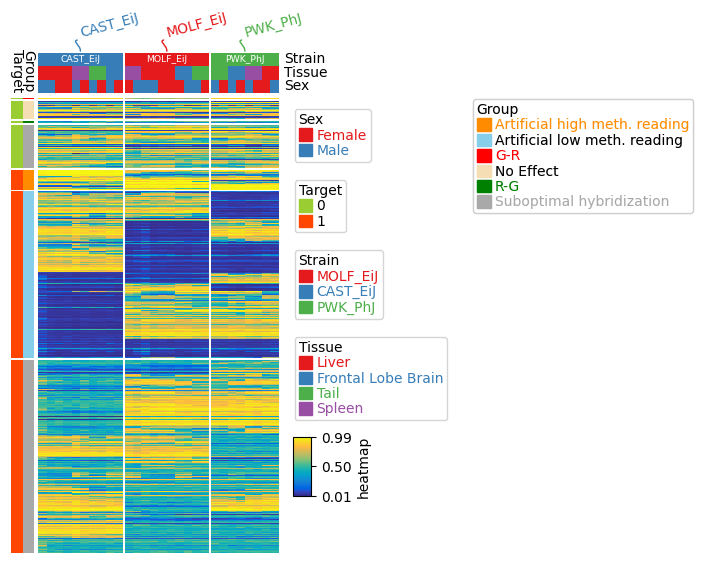 CAST_EiJ
MOLF_EiJ
PWK_PhJ
CAST_EiJ
MOLF_EiJ
PWK_PhJ
Strain
Tissue
Sex
Target
Group
Sex
Female
Male
Target
0
1
Strain
MOLF_EiJ
CAST_EiJ
PWK_PhJ
Tissue
Liver
Frontal Lobe Brain
Tail
Spleen
0.99
0.50
0.01
heatmap
Group
Artificial high meth. reading
Artificial low meth. reading
G-R
No Effect
R-G
Suboptimal hybridization